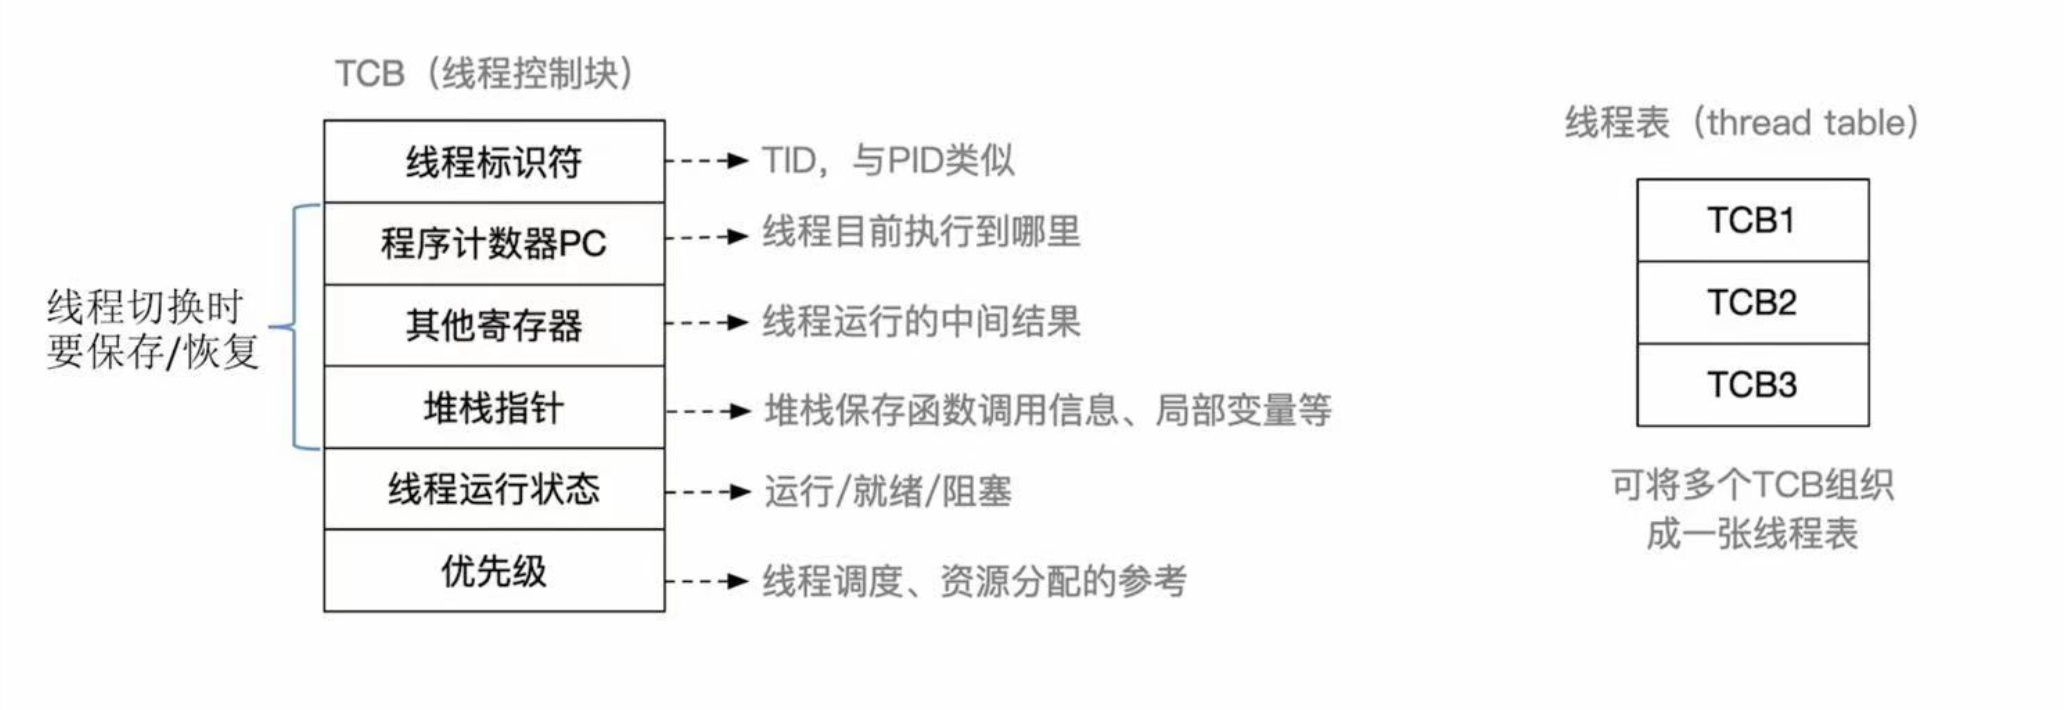 TCB（线程控制块）
线程标识符
TID，与PID类似
程序计数器PC
线程目前执行到哪里
其他寄存器
线程运行的中间结果
堆栈指针
堆栈保存函数调用信息、局部变量等
线程运行状态
运行/就绪/阻塞
优先级
线程调度、资源分配的参考
线程切换时
要保存/恢复
线程表（thread table）
TCB1
TCB2
TCB3
可将多个TCB组织
成一张线程表